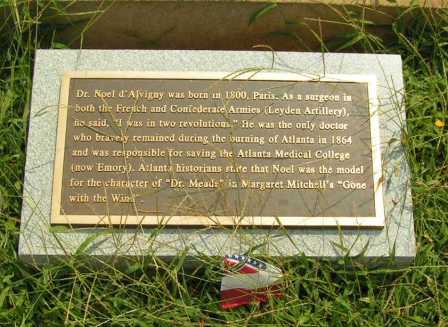 Dr. Noel d'Alvigny was born in 1800, Paris. As a surgeon in
both the French and Confederate Armies (Leyden Artillery),
he said, "I was in two revolutions." He was the only doctor
who bravely remained during the burning of Atlanta in 1864
and was responsible for saving the Atlanta Medical College
(now Emory). Atlanta historians state that Noel was the model
for the character of "Dr. Meade" in Margaret Mitchell's "Gone
with the Wind".